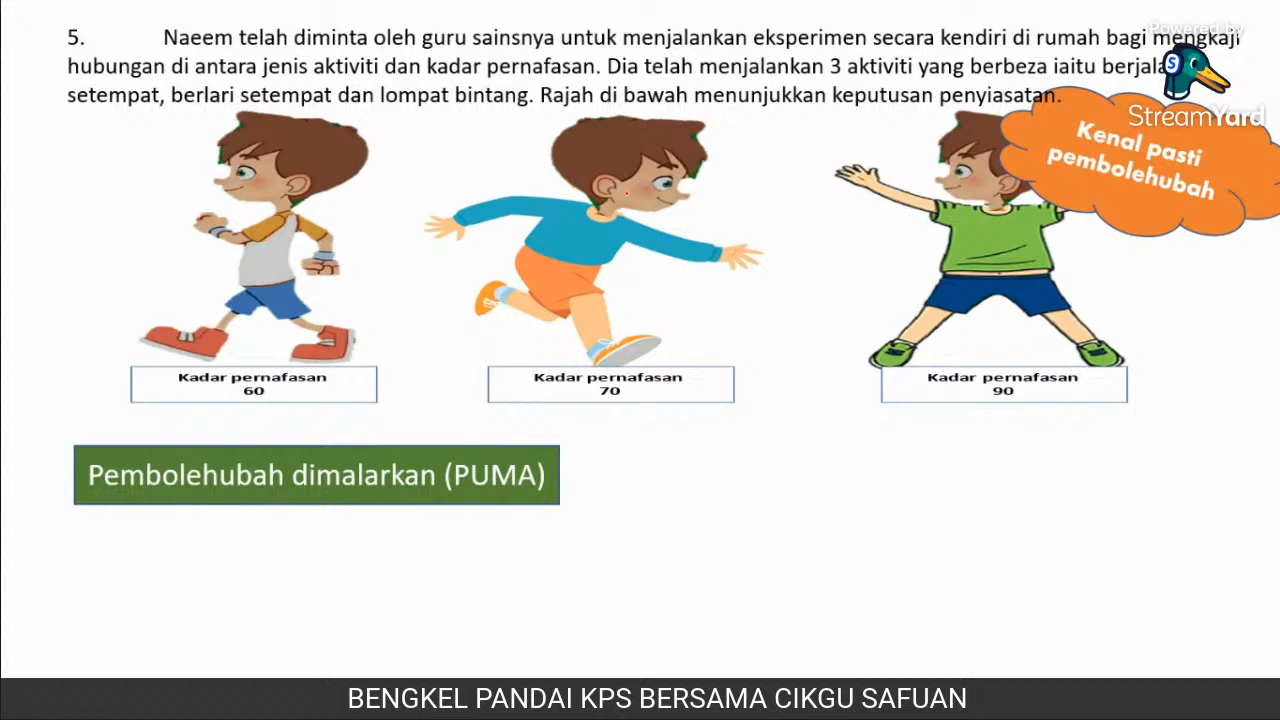 Powered by
StreamYard
5. Naeem telah diminta oleh guru sainsnya untuk menjalankan eksperimen secara kendiri di rumah bagi mengkaji
hubungan di antara jenis aktiviti dan kadar pernafasan. Dia telah menjalankan 3 aktiviti yang berbeza iaitu
setempat, berlari setempat dan lompat bintang. Rajah di bawah menunjukkan keputusan penyiasatan.
Kenal pasti
pembolehubah
Kadar pernafasan
60
Kadar pernafasan
70
Kadar pernafasan
90
Pembolehubah dimalarkan (PUMA)
BENGKEL PANDAI KPS BERSAMA CIKGU SAFUAN